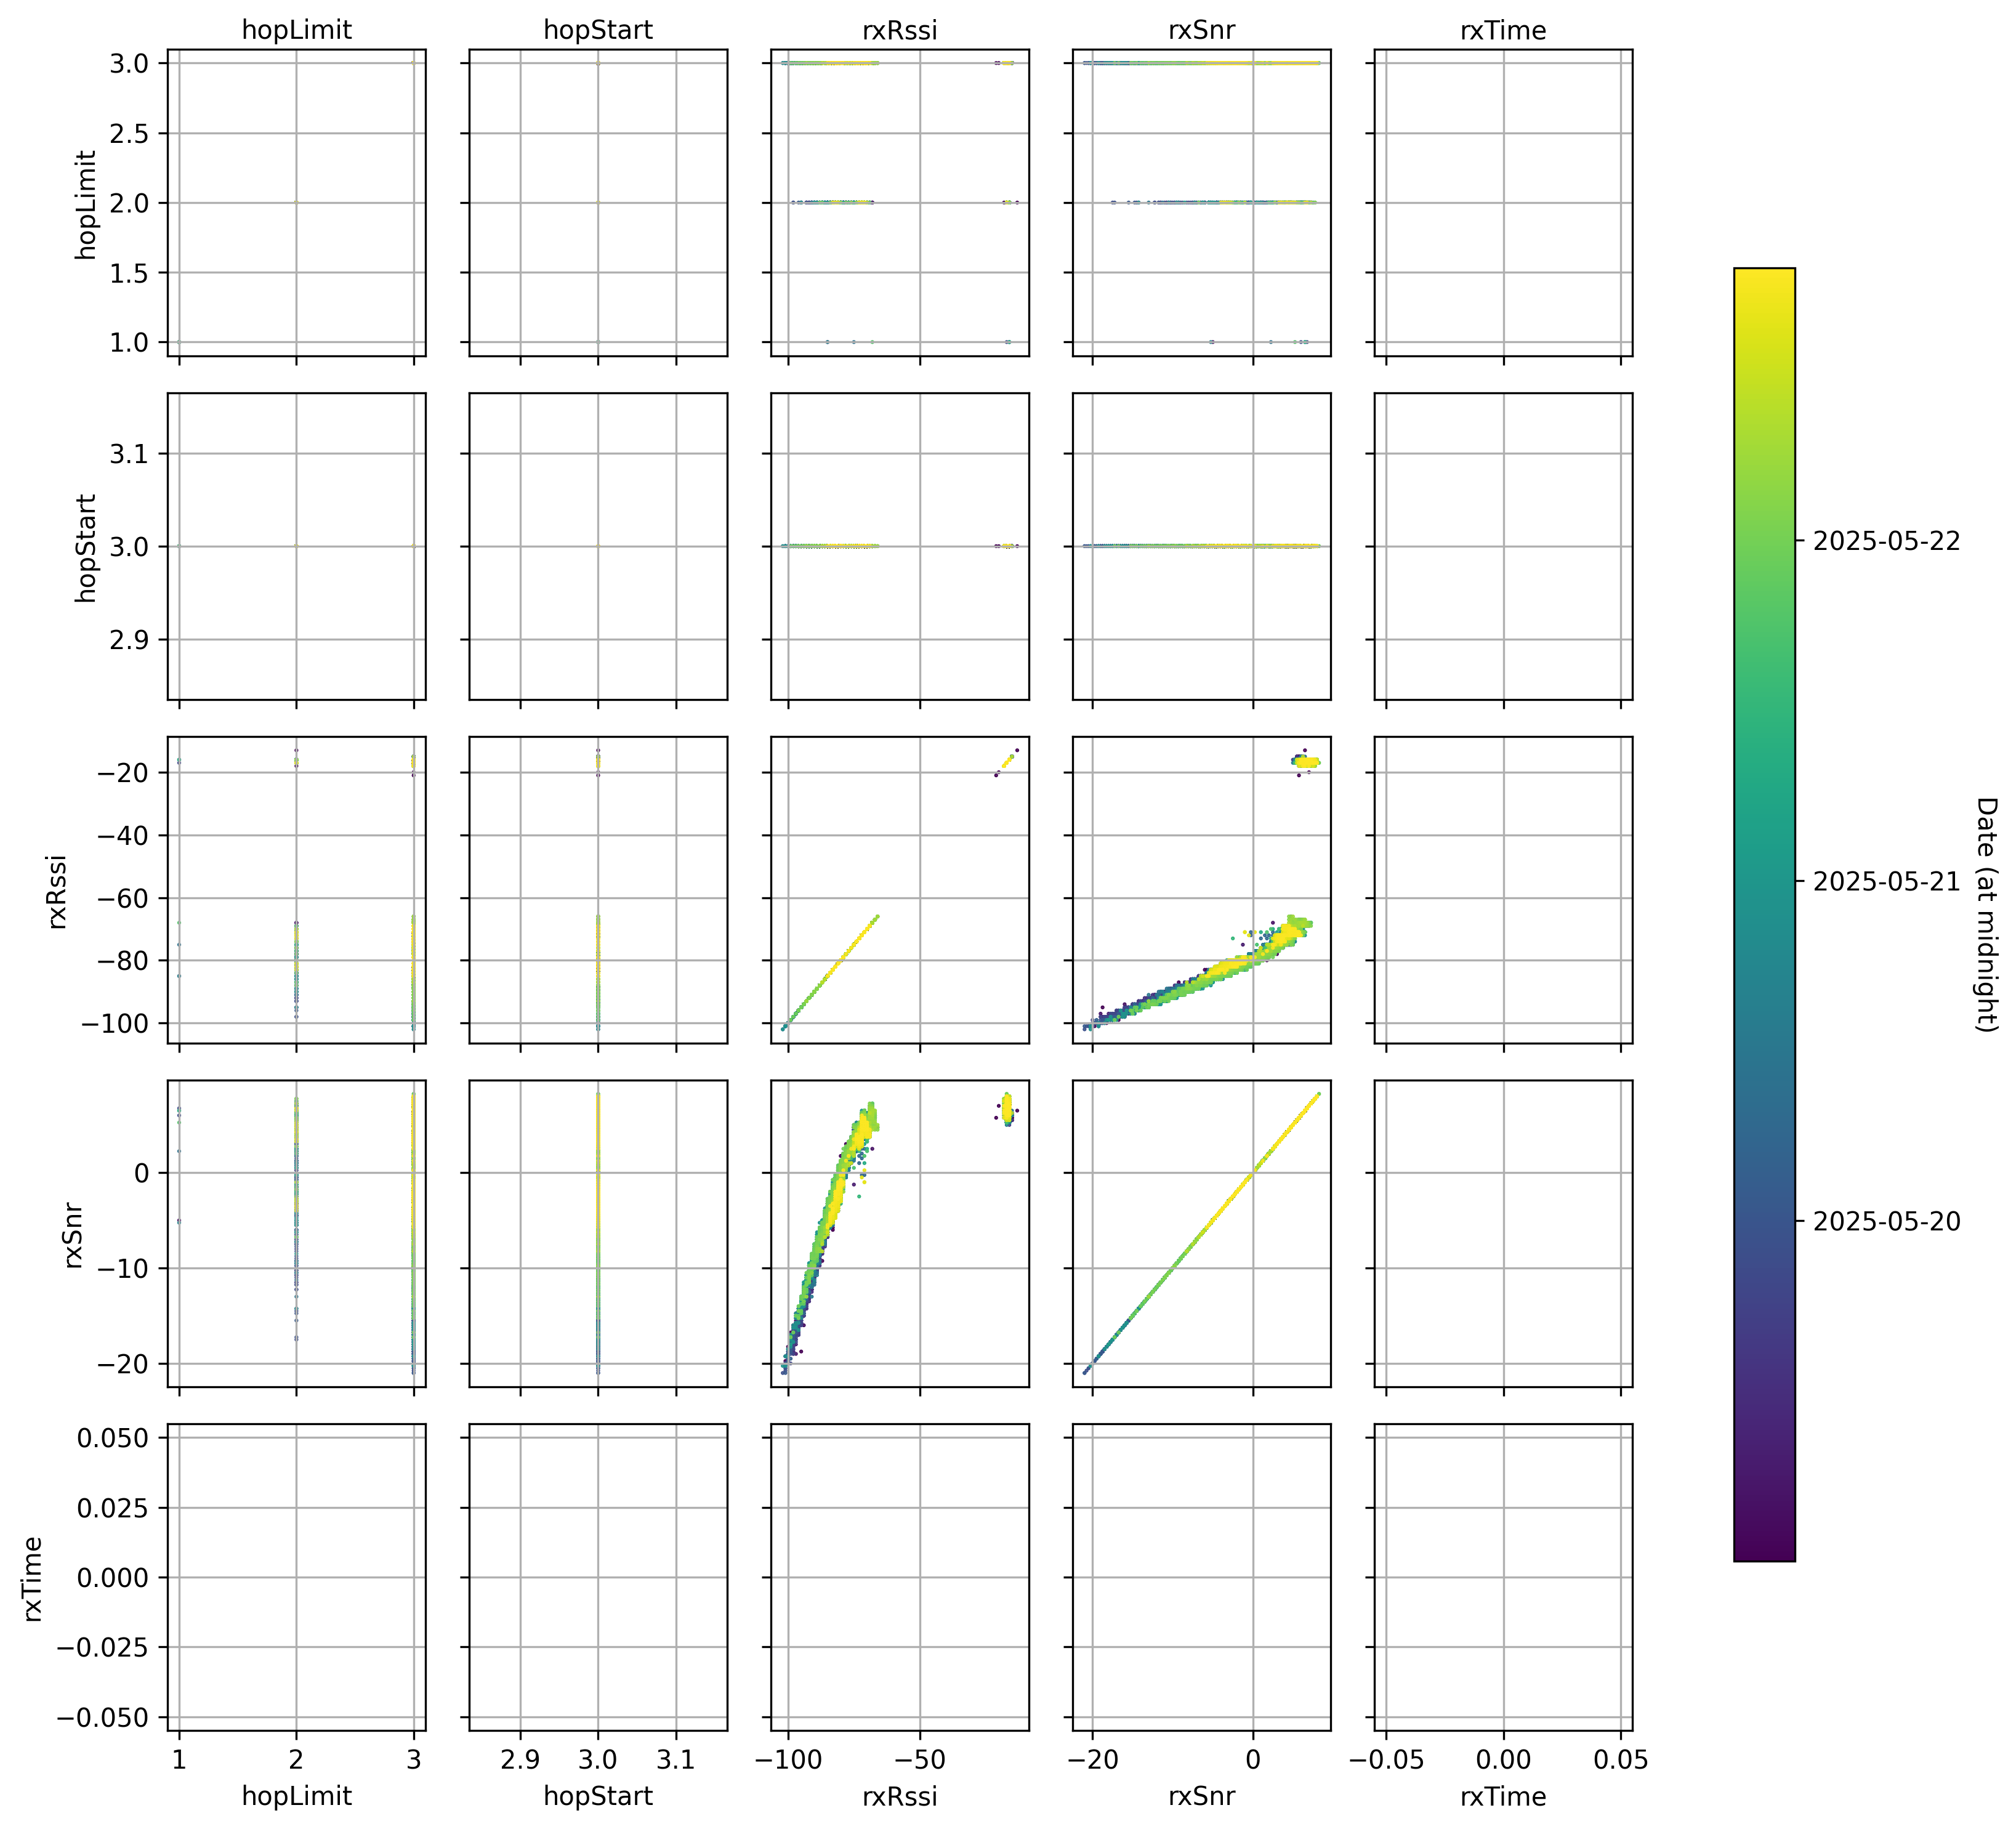 hopLimit hopStart rxRssi rxSnr rxTime
3.0
2.5
2.0
1.5
1.0
hopLimit
3.1
3.0
2.9
hopStart
−20
−40
−60
−80
−100
rxRssi
0
−10
−20
rxSnr
0.050
0.025
0.000
−0.025
−0.050
rxTime
1 2 3 2.9 3.0 3.1 −100 −50 −20 0 −0.05 0.00 0.05
hopLimit hopStart rxRssi rxSnr rxTime
2025-05-22
2025-05-21
2025-05-20
Date (at midnight)